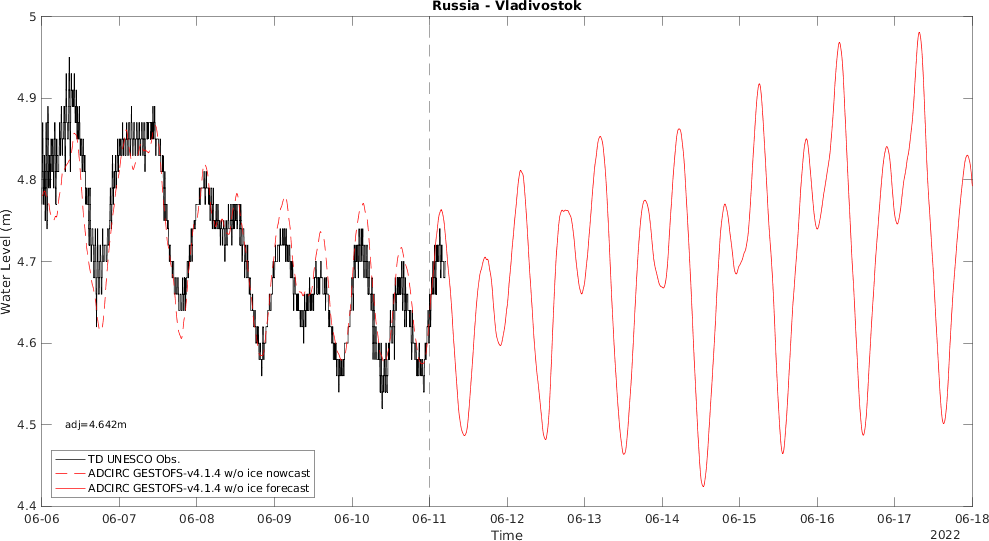 Russia - Vladivostok
5
4.9
4.8
4.7
4.6
4.5
4.4
Water Level (m)
adj=4.642m
TD UNESCO Obs.
ADCIRC GESTOFS-v4.1.4 w/o ice nowcast
ADCIRC GESTOFS-v4.1.4 w/o ice forecast
06-06 06-07 06-08 06-09 06-10 06-11 06-12 06-13 06-14 06-15 06-16 06-17 06-18
Time
2022